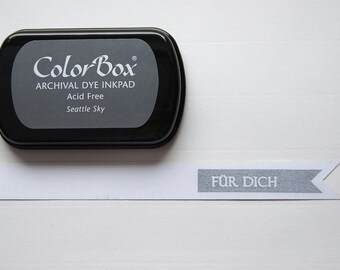 ColorBox®
ARCHIVAL DYE INKPAD
Acid Free
Seattle Sky
FÜR DICH